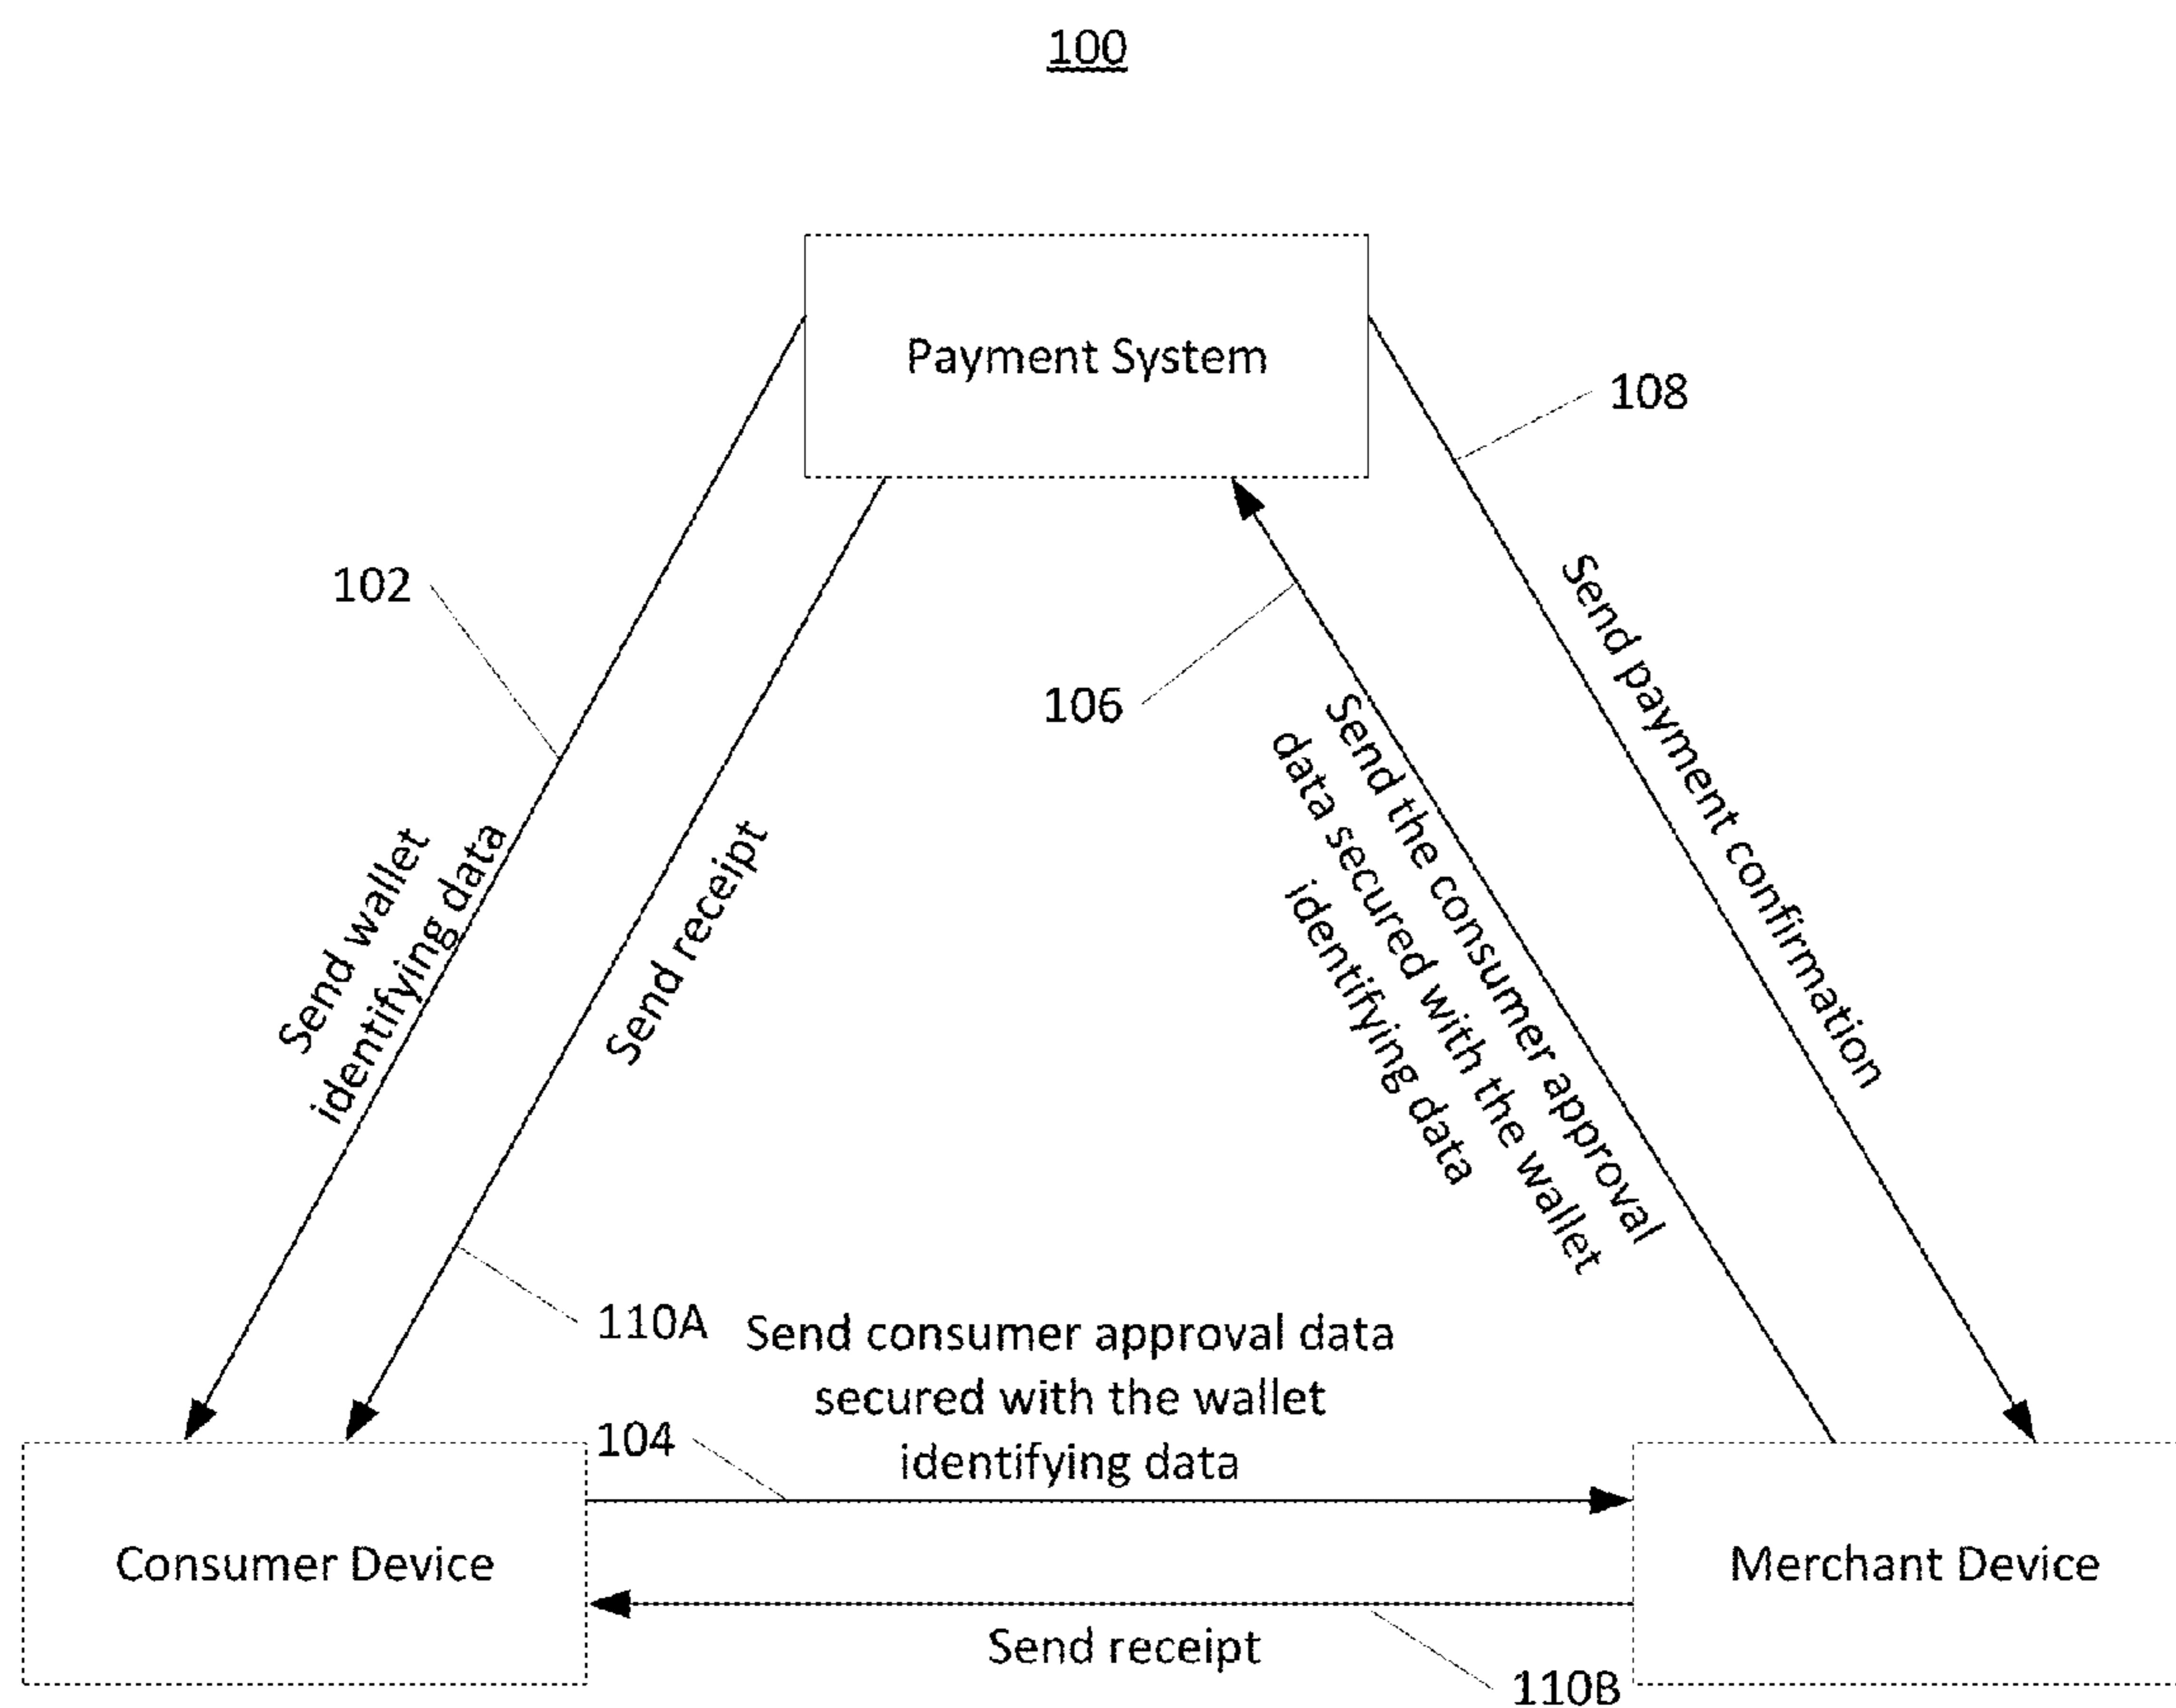 100
Payment System
108
102
106
Send payment confirmation
Send the consumer approval
data secured with the wallet
identifying data
Send wallet
identifying data
Send receipt
110A
Send consumer approval data
secured with the wallet
identifying data
104
Consumer Device
Merchant Device
Send receipt
110B